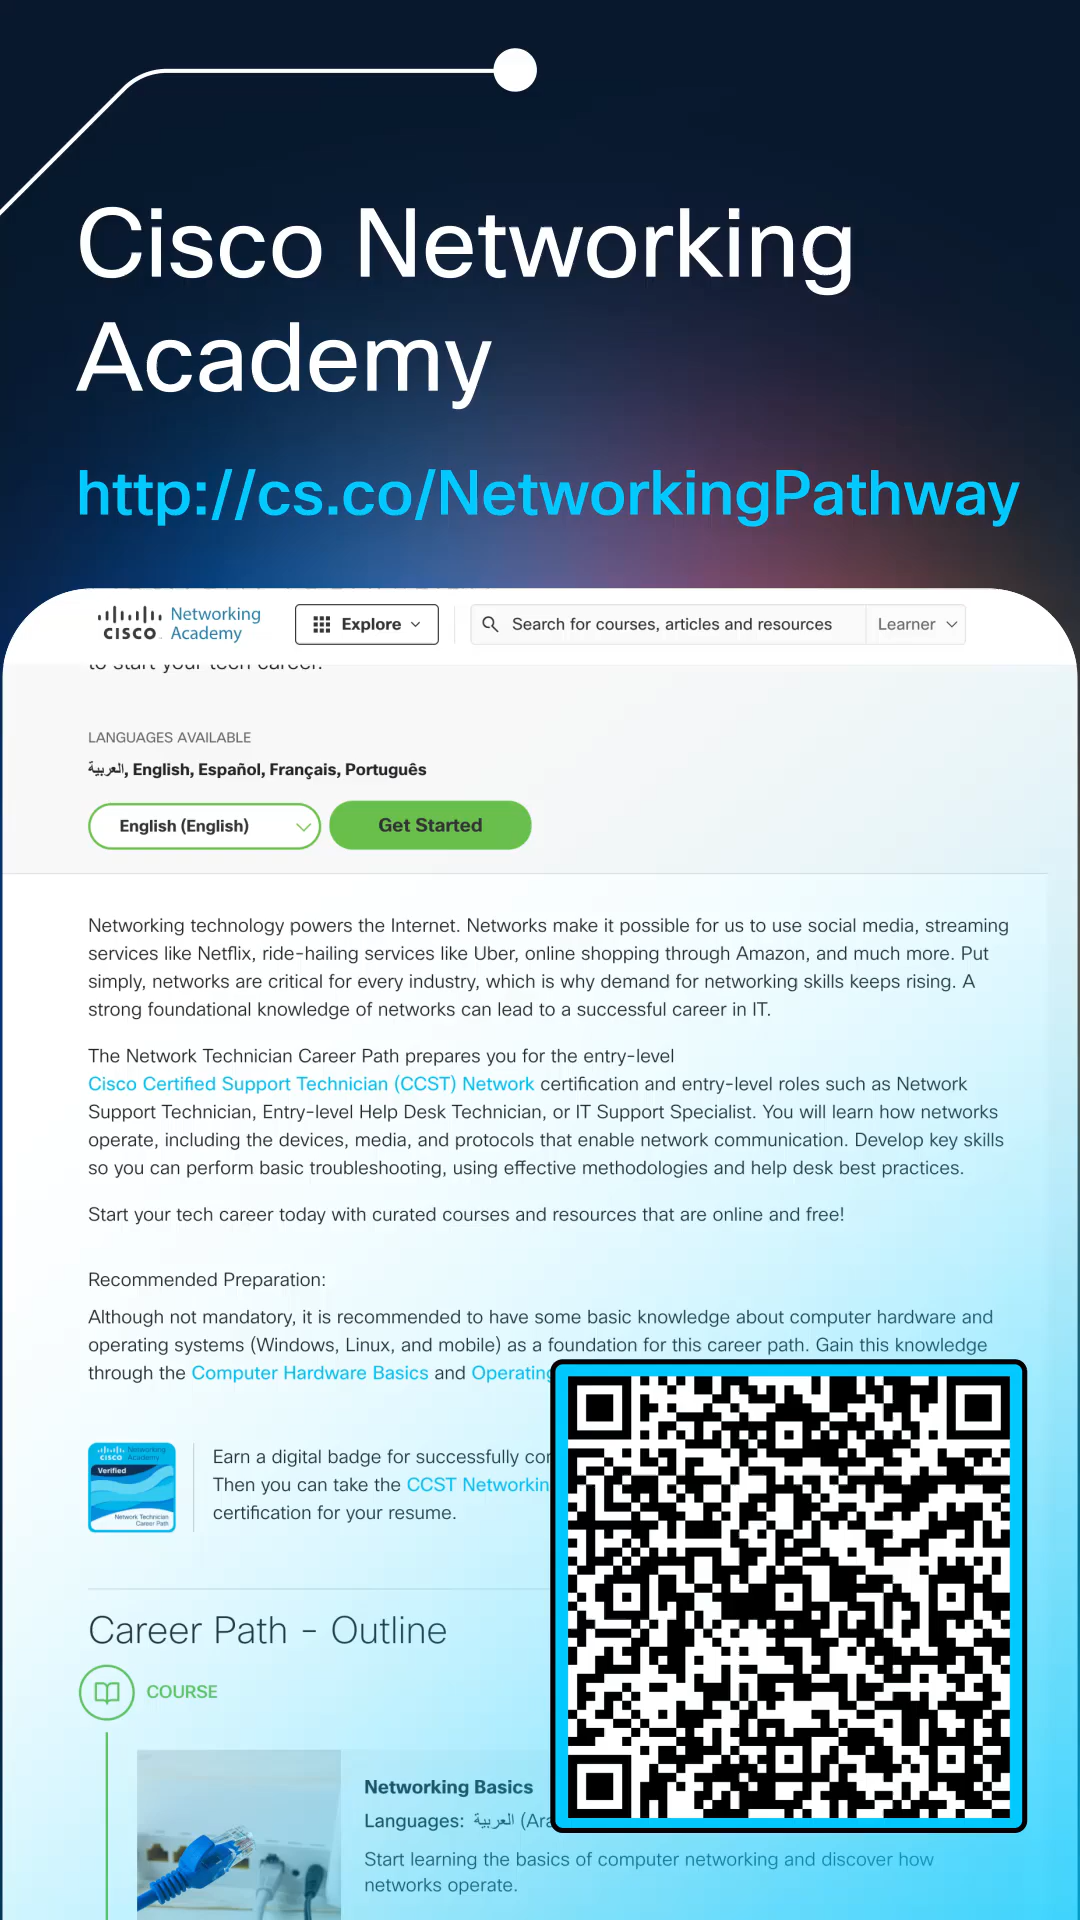 Cisco Networking
Academy
http://cs.co/NetworkingPathway
CISCO Networking Academy
Explore
Search for courses, articles and resources
Learner
to start your tech career.
LANGUAGES AVAILABLE
العربية, English, Español, Français, Português
English (English)
Get Started
Networking technology powers the Internet. Networks make it possible for us to use social media, streaming
services like Netflix, ride-hailing services like Uber, online shopping through Amazon, and much more. Put
simply, networks are critical for every industry, which is why demand for networking skills keeps rising. A
strong foundational knowledge of networks can lead to a successful career in IT.
The Network Technician Career Path prepares you for the entry-level
Cisco Certified Support Technician (CCST) Network certification and entry-level roles such as Network
Support Technician, Entry-level Help Desk Technician, or IT Support Specialist. You will learn how networks
operate, including the devices, media, and protocols that enable network communication. Develop key skills
so you can perform basic troubleshooting, using effective methodologies and help desk best practices.
Start your tech career today with curated courses and resources that are online and free!
Recommended Preparation:
Although not mandatory, it is recommended to have some basic knowledge about computer hardware and
operating systems (Windows, Linux, and mobile) as a foundation for this career path. Gain this knowledge
through the Computer Hardware Basics and Operating
CISCO Networking Academy
Verified
Network Technician
Career Path
Earn a digital badge for successfully
Then you can take the CCST
certification for your resume.
Career Path - Outline
COURSE
Networking Basics
Languages: العربية
Start learning the basics of computer networking and discover how
networks operate.